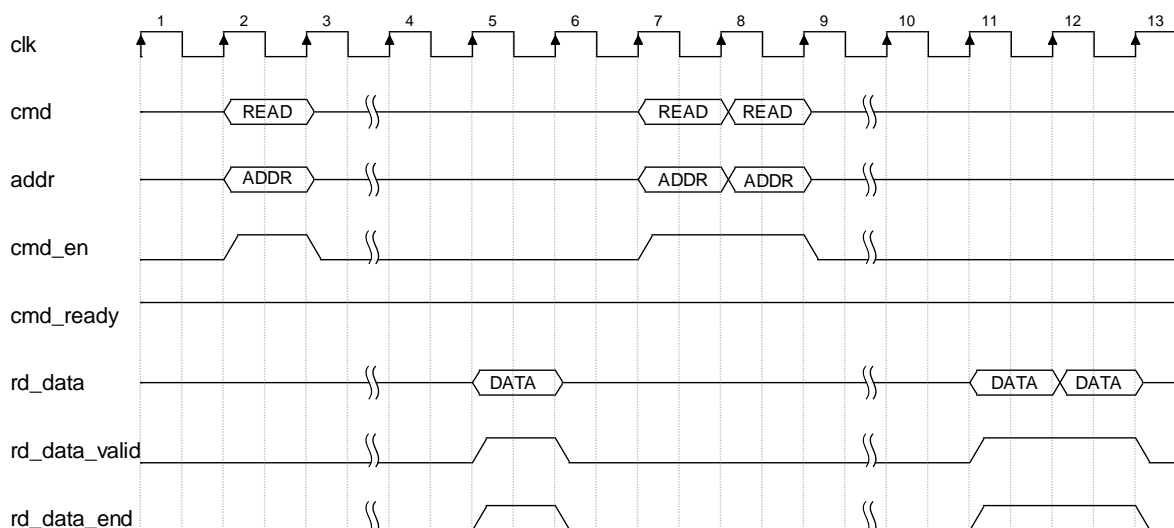 1 2 3 4 5 6 7 8 9 10 11 12 13
clk
cmd READ READ READ
addr ADDR ADDR ADDR
cmd_en
cmd_ready
rd_data DATA DATA DATA
rd_data_valid
rd_data_end